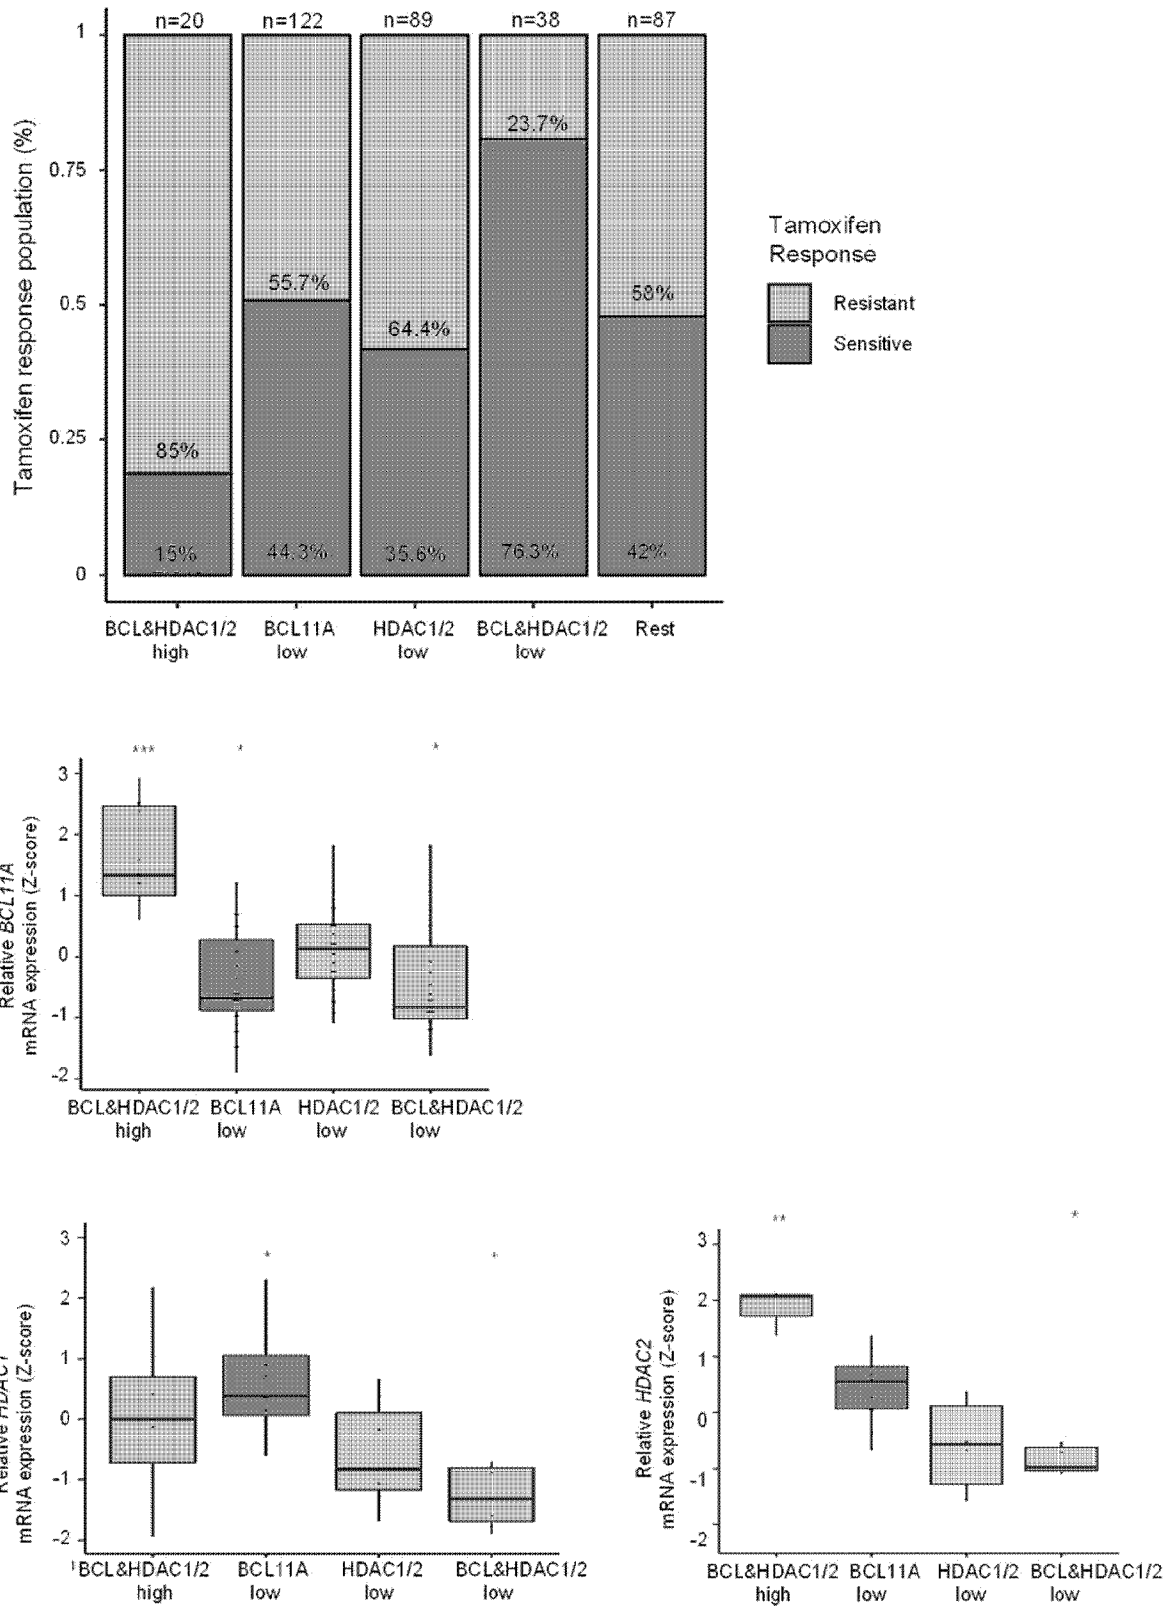 n=20 n=122 n=89 n=38 n=87
Tamoxifen response population (%)
1
0.75
0.5
0.25
0
23.7%
55.7%
58%
64.4%
85%
15% 44.3% 35.6% 76.3% 42%
BCL&HDAC1/2 BCL11A HDAC1/2 BCL&HDAC1/2 Rest
high low low low
Tamoxifen
Response
Resistant
Sensitive
*** * *
Relative BCL11A
mRNA expression (Z-score)
3
2
1
0
-1
-2
BCL&HDAC1/2 BCL11A HDAC1/2 BCL&HDAC1/2
high low low low
* *
Relative HDAC1
mRNA expression (Z-score)
3
2
1
0
-1
-2
BCL&HDAC1/2 BCL11A HDAC1/2 BCL&HDAC1/2
high low low low
** *
Relative HDAC2
mRNA expression (Z-score)
3
2
1
0
-1
-2
BCL&HDAC1/2 BCL11A HDAC1/2 BCL&HDAC1/2
high low low low